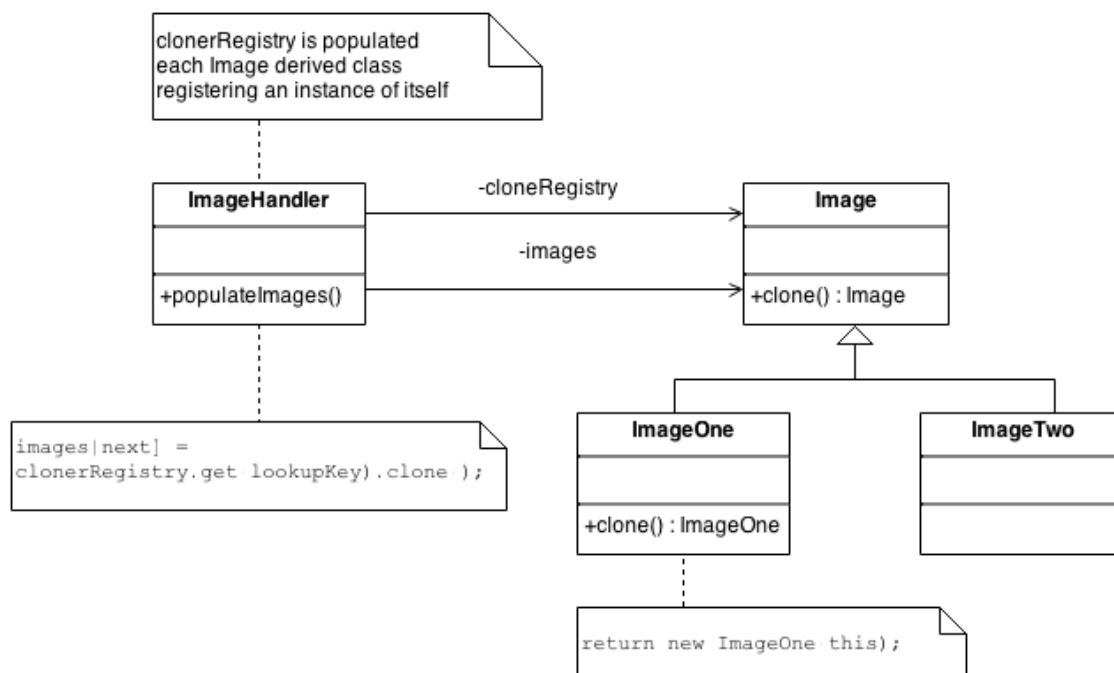 clonerRegistry is populated
each Image derived class
registering an instance of itself
ImageHandler
+populateImages()
-cloneRegistry
-images
Image
+clone() : Image
images|next] =
clonerRegistry.get lookupKey).clone );
ImageOne
+clone() : ImageOne
ImageTwo
return new ImageOne this);